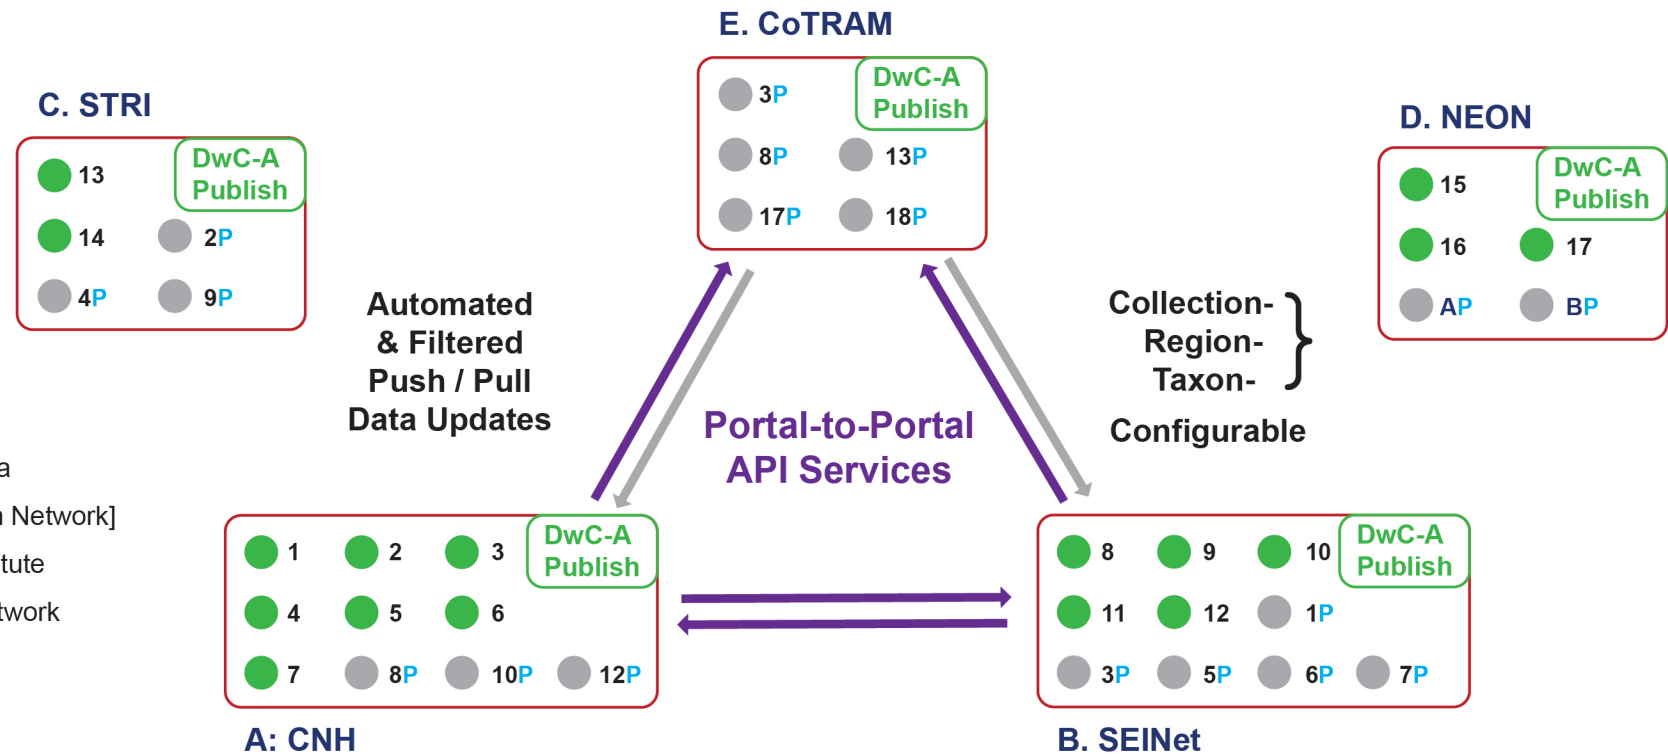 E. CoTRAM
3P
DwC-A
Publish
8P
13P
17P
18P
C. STRI
13
DwC-A
Publish
14
2P
4P
9P
D. NEON
15
DwC-A
Publish
16
17
AP
BP
Automated
& Filtered
Push / Pull
Data Updates
Collection-
Region-
Taxon-
}
Configurable
Portal-to-Portal
API Services
a
n Network]
tute
twork
1
2
3
DwC-A
Publish
4
5
6
7
8P
10P
12P
A: CNH
8
9
10
DwC-A
Publish
11
12
1P
3P
5P
6P
7P
B. SEINet